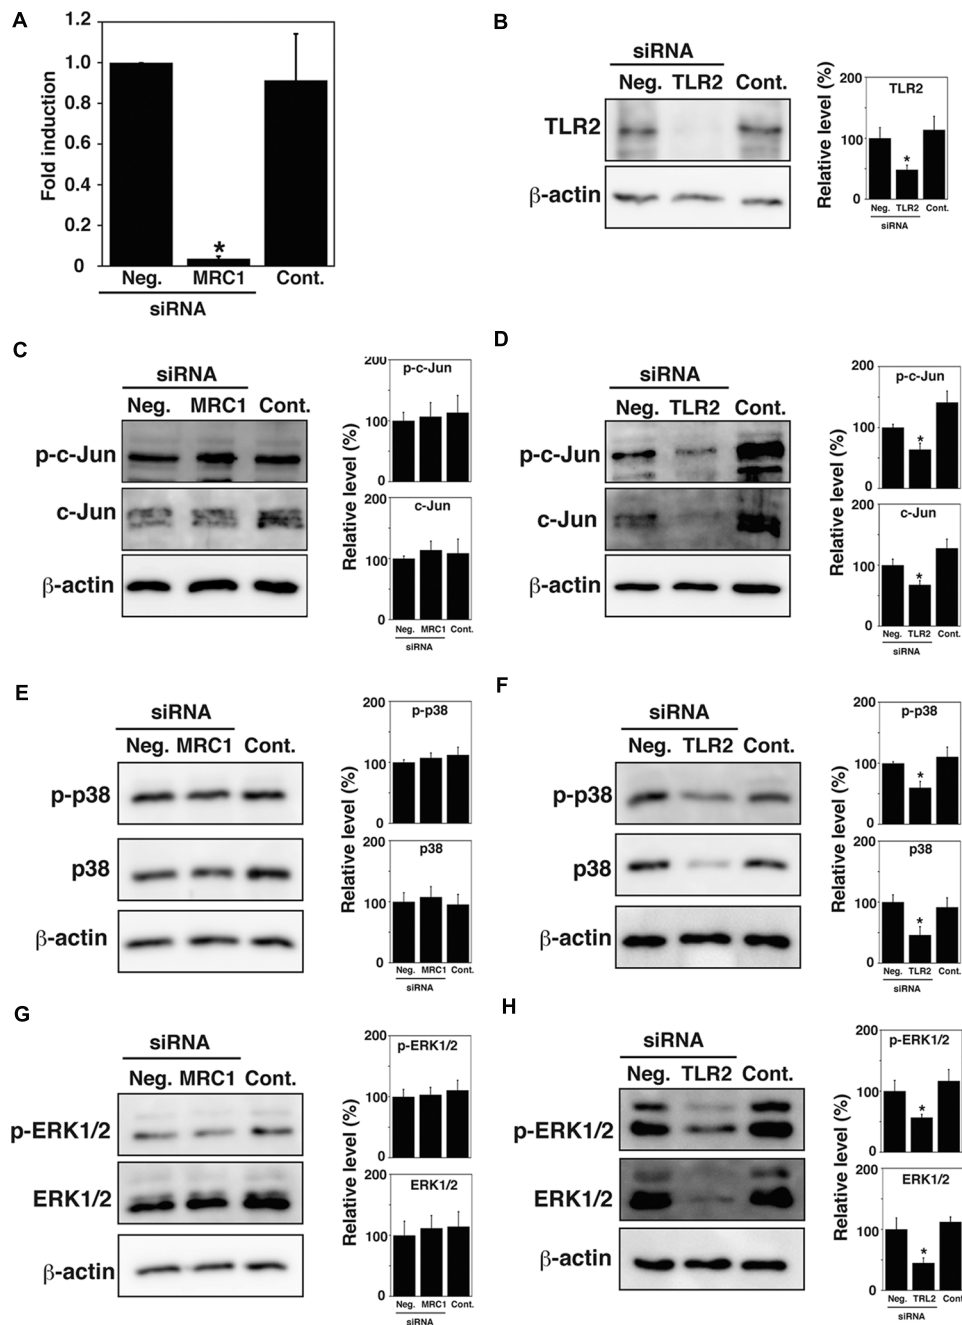 A
1.2
1.0
0.8
0.6
0.4
0.2
0
Fold induction
*
Neg. MRC1 Cont.
siRNA
B
siRNA
Neg. TLR2 Cont.
TLR2
β-actin
Relative level (%)
200
100
0
TLR2
*
Neg. TLR2 Cont.
siRNA
C
siRNA
Neg. MRC1 Cont.
p-c-Jun
c-Jun
β-actin
Relative level (%)
200
p-c-Jun
100
0
200
c-Jun
100
0
Neg. MRC1 Cont.
siRNA
D
siRNA
Neg. TLR2 Cont.
p-c-Jun
c-Jun
β-actin
Relative level (%)
200
p-c-Jun
100
*
0
200
c-Jun
100
*
0
Neg. TLR2 Cont.
siRNA
E
siRNA
Neg. MRC1 Cont.
p-p38
p38
β-actin
Relative level (%)
200
p-p38
100
0
200
p38
100
0
Neg. MRC1 Cont.
siRNA
F
siRNA
Neg. TLR2 Cont.
p-p38
p38
β-actin
Relative level (%)
200
p-p38
100
*
0
200
p38
100
*
0
Neg. TLR2 Cont.
siRNA
G
siRNA
Neg. MRC1 Cont.
p-ERK1/2
ERK1/2
β-actin
Relative level (%)
200
p-ERK1/2
100
0
200
ERK1/2
100
0
Neg. MRC1 Cont.
siRNA
H
siRNA
Neg. TLR2 Cont.
p-ERK1/2
ERK1/2
β-actin
Relative level (%)
200
p-ERK1/2
100
*
0
200
ERK1/2
100
*
0
Neg. TRL2 Cont
siRNA